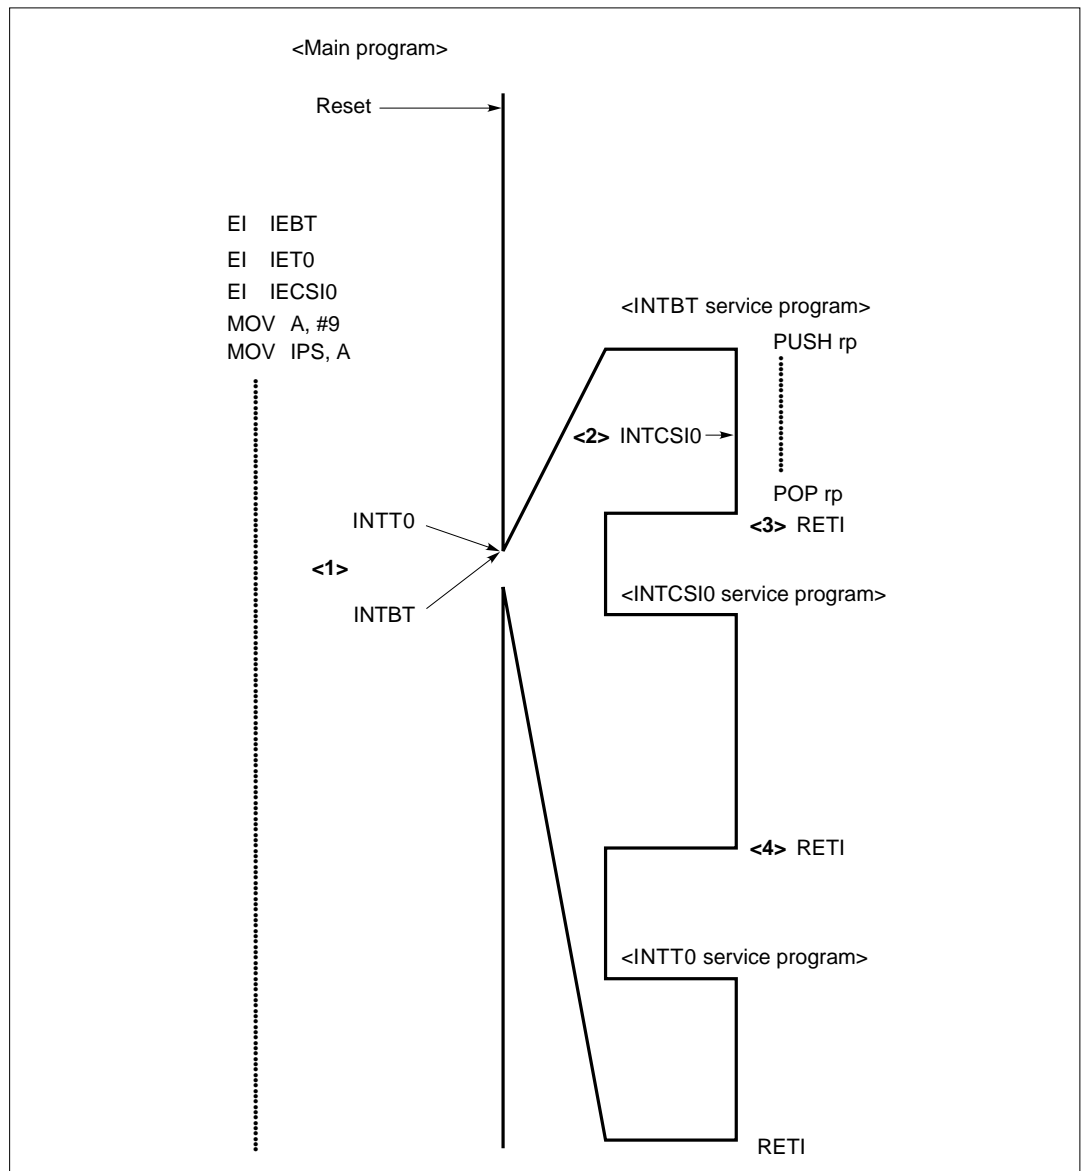 <Main program>
Reset
EI IEBT
EI IET0
EI IECSI0
MOV A, #9
MOV IPS, A
<INTBT service program>
PUSH rp
<2> INTCSI0
POP rp
<3> RETI
INTT0
<1>
INTBT
<INTCSI0 service program>
<4> RETI
<INTT0 service program>
RETI